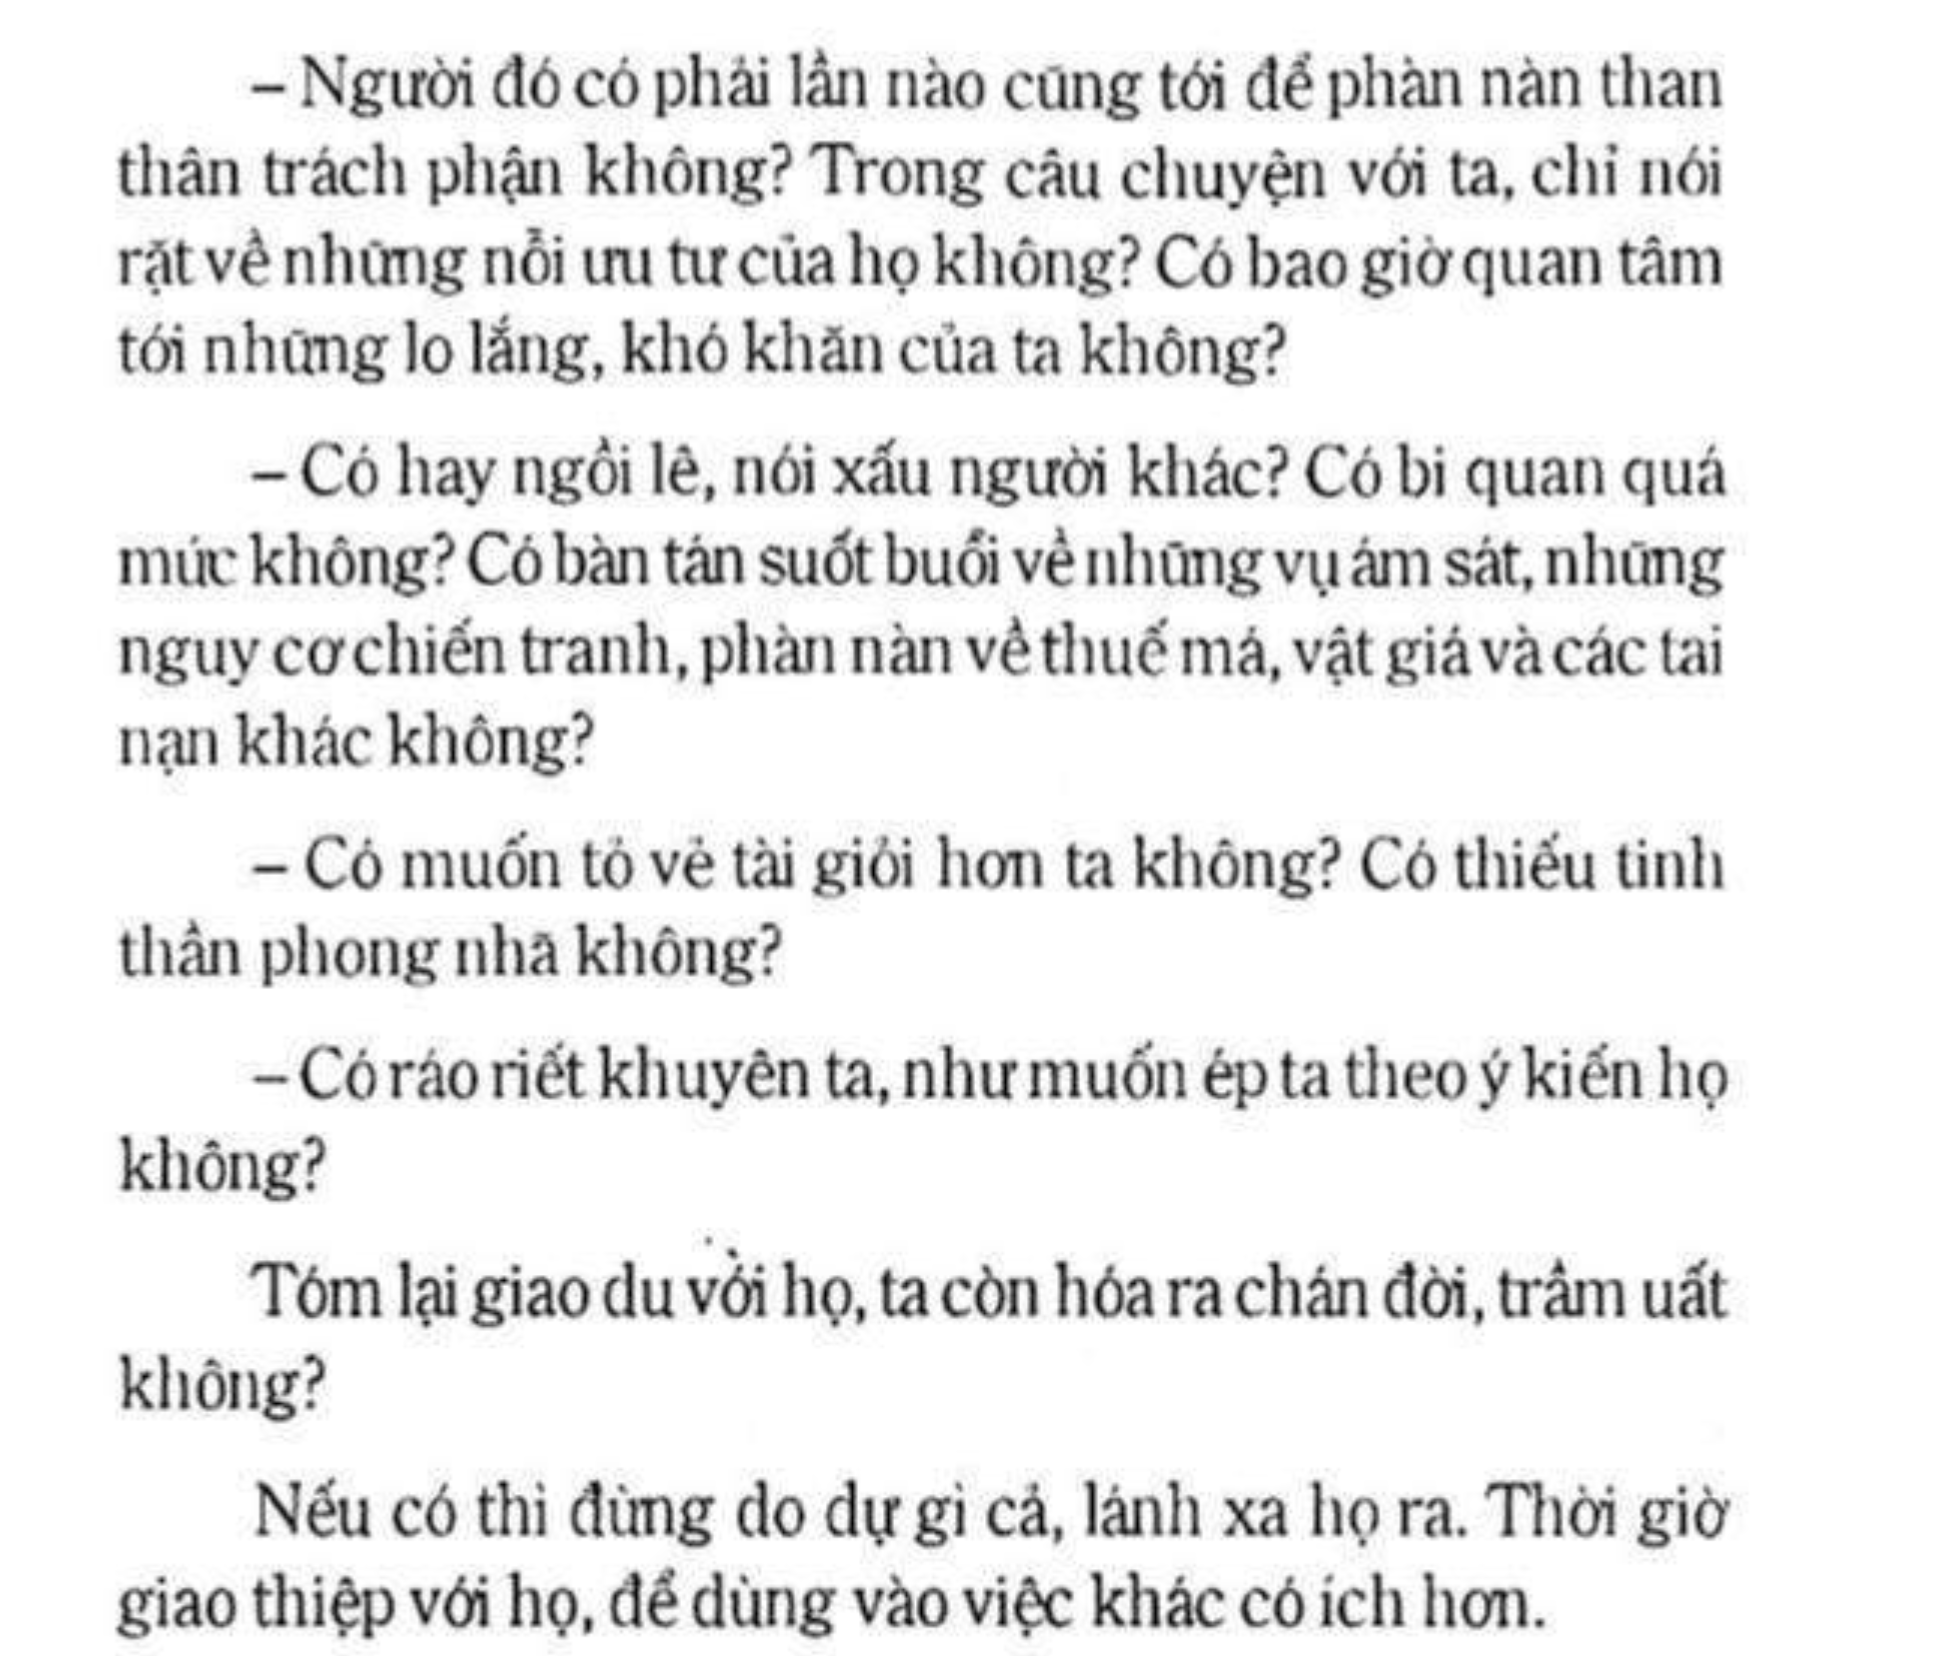 – Người đó có phải lần nào cũng tới để phàn nàn than
thân trách phận không? Trong câu chuyện với ta, chỉ nói
rặt về những nỗi ưu tư của họ không? Có bao giờ quan tâm
tới những lo lắng, khó khăn của ta không?
– Có hay ngồi lê, nói xấu người khác? Có bi quan quá
mức không? Có bàn tán suốt buổi về những vụ ám sát, những
nguy cơ chiến tranh, phàn nàn về thuế má, vật giá và các tai
nạn khác không?
– Có muốn tỏ vẻ tài giỏi hơn ta không? Có thiếu tinh
thần phong nhã không?
– Có ráo riết khuyên ta, như muốn ép ta theo ý kiến họ
không?
Tóm lại giao du với họ, ta còn hóa ra chán đời, trầm uất
không?
Nếu có thì đừng do dự gì cả, lánh xa họ ra. Thời giờ
giao thiệp với họ, để dùng vào việc khác có ích hơn.